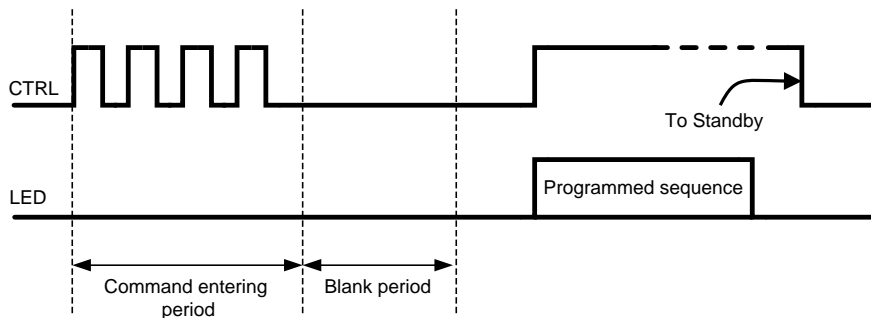 CTRL
To Standby
LED
Programmed sequence
Command entering
period
Blank period